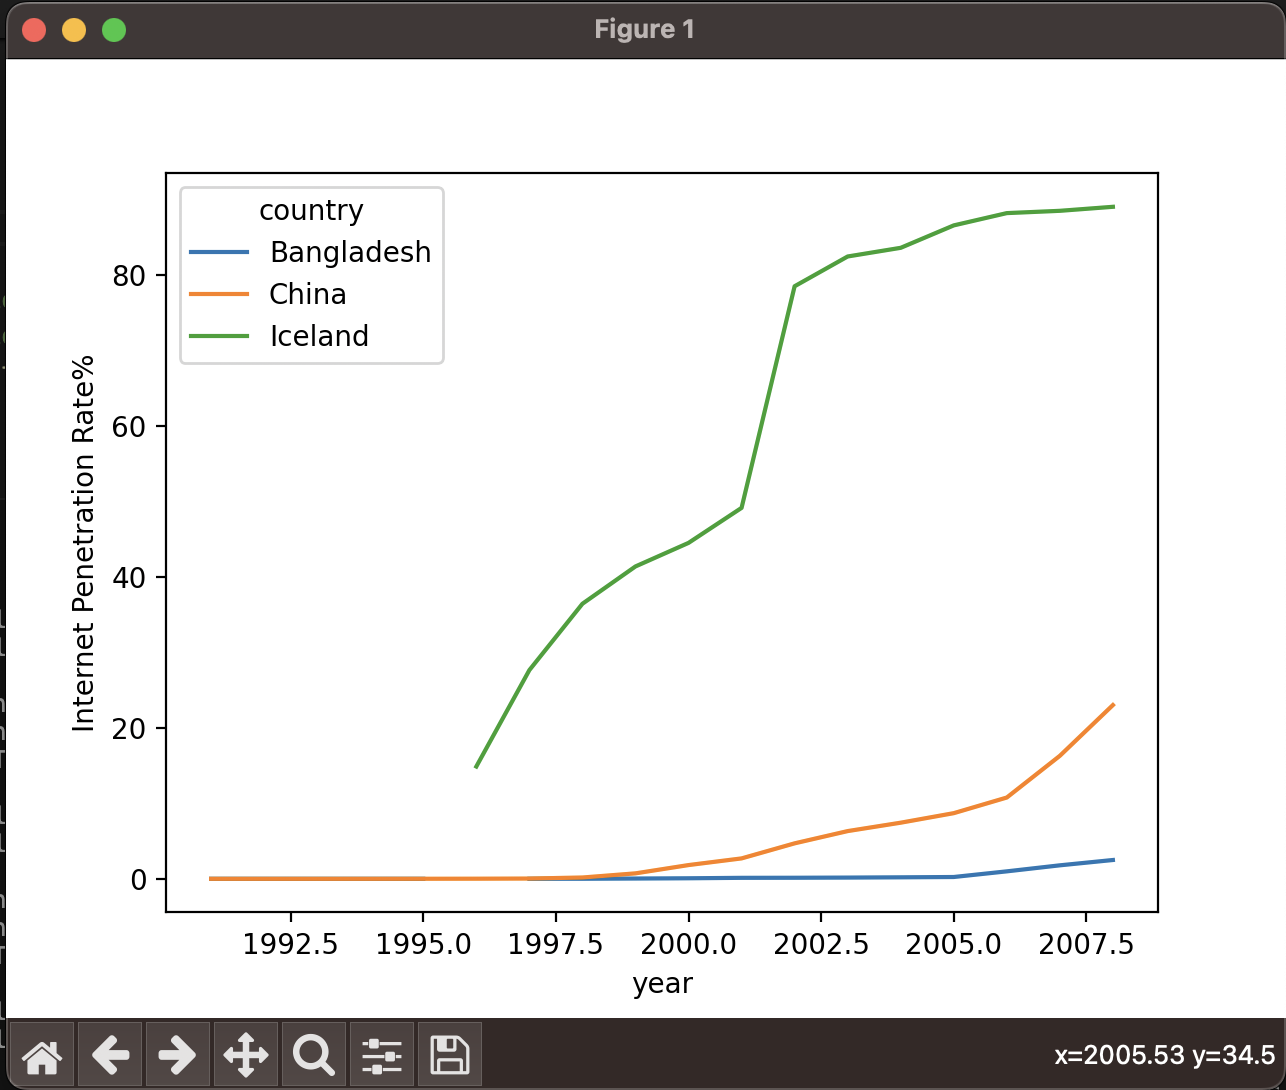 Figure 1
country
Bangladesh
China
Iceland
Internet Penetration Rate%
80
60
40
20
0
1992.5 1995.0 1997.5 2000.0 2002.5 2005.0 2007.5
year
x=2005.53 y=34.5